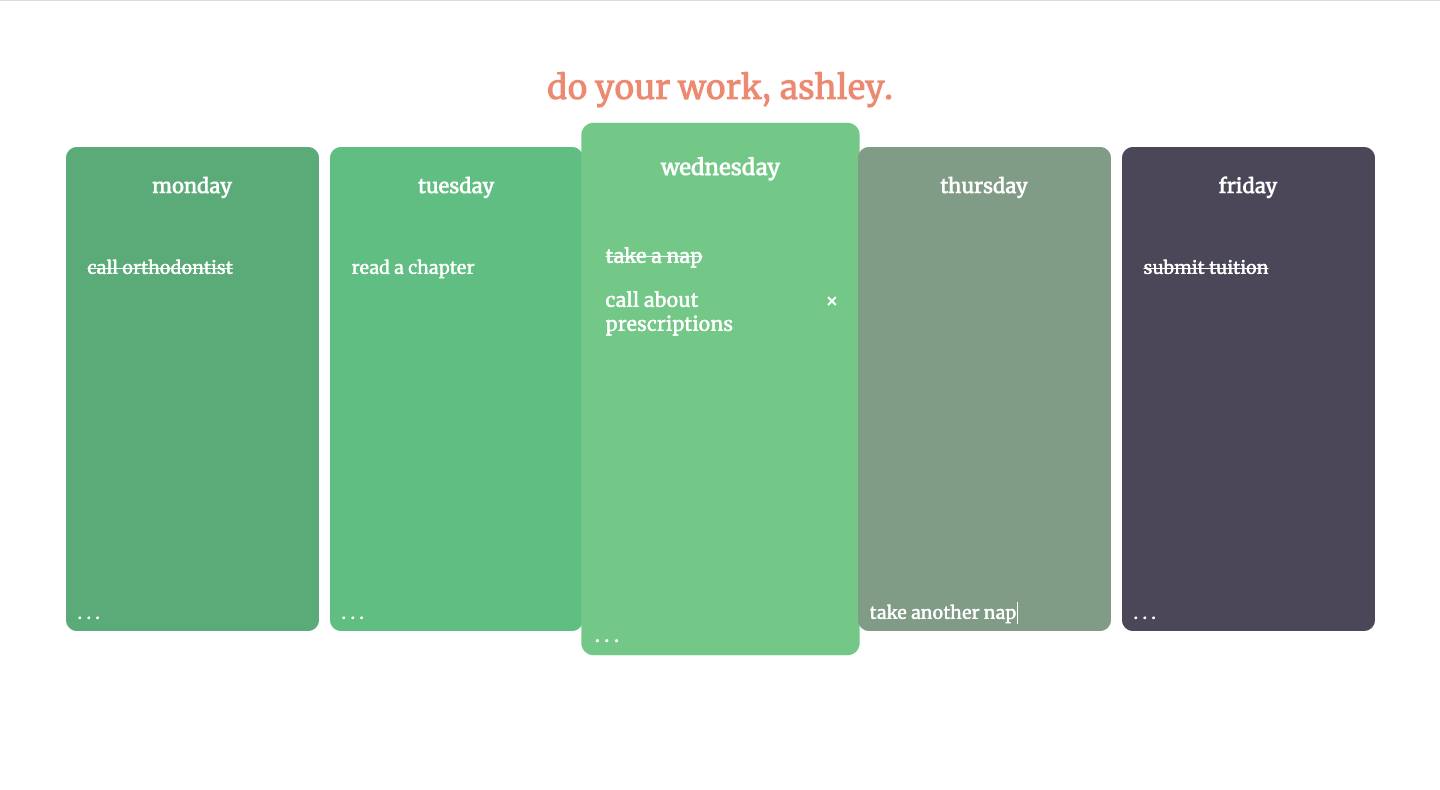 do your work, ashley.
monday
call orthodontist
...
tuesday
read a chapter
...
wednesday
take a nap
call about
prescriptions
×
...
thursday
take another nap
friday
submit tuition
...